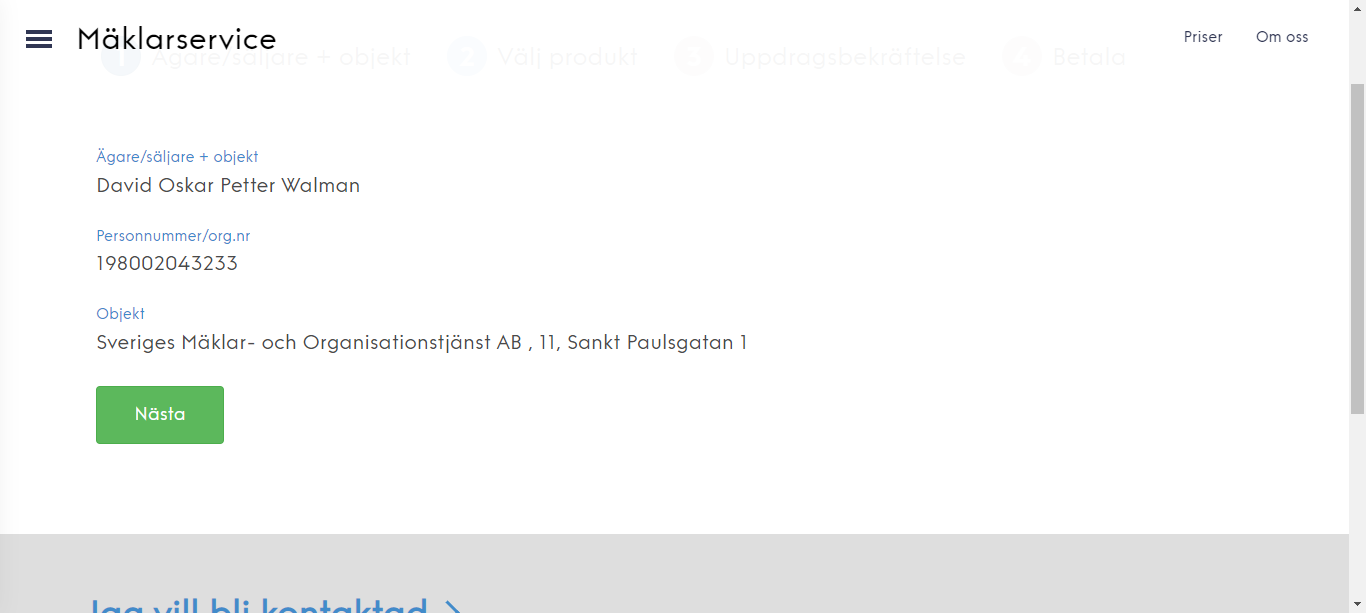 Mäklarservice
Priser
Om oss
1 Ägare/säljare + objekt 2 Välj produkt 3 Uppdragsbekräftelse 4 Betala
Ägare/säljare + objekt
David Oskar Petter Walman
Personnummer/org.nr
198002043233
Objekt
Sveriges Mäklar- och Organisationstjänst AB , 11, Sankt Paulsgatan 1
Nästa
Jag vill bli kontaktad